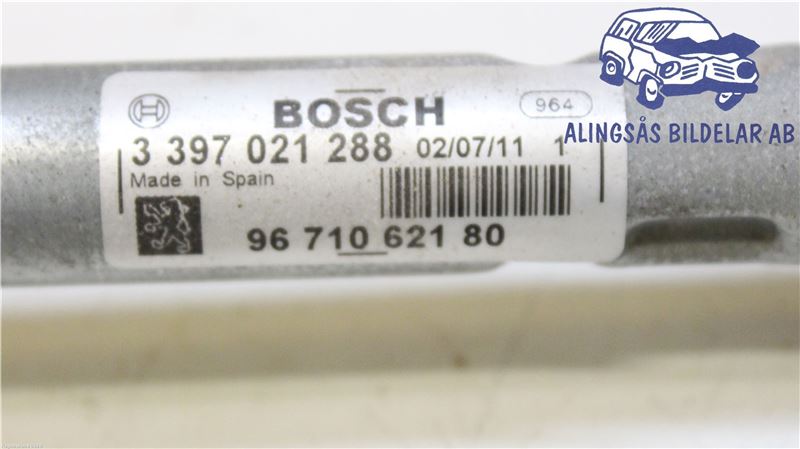 BOSCH
964
3 397 021 288 02/07/11 1
Made in Spain
96 710 621 80
ALINGSÅS BILDELAR AB